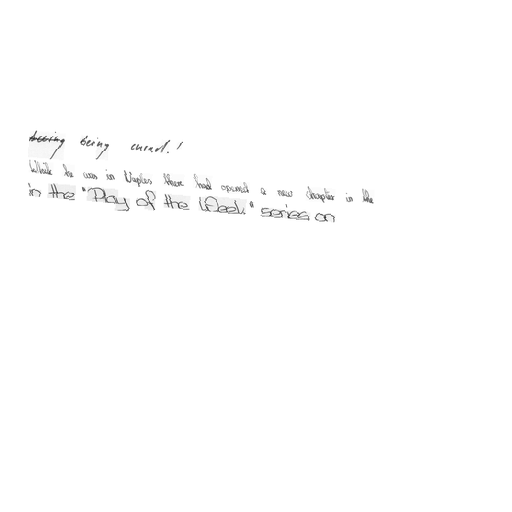 being cured!
While he was in Naples there had opened a new chapter in the
in the "Play of the Week" series on